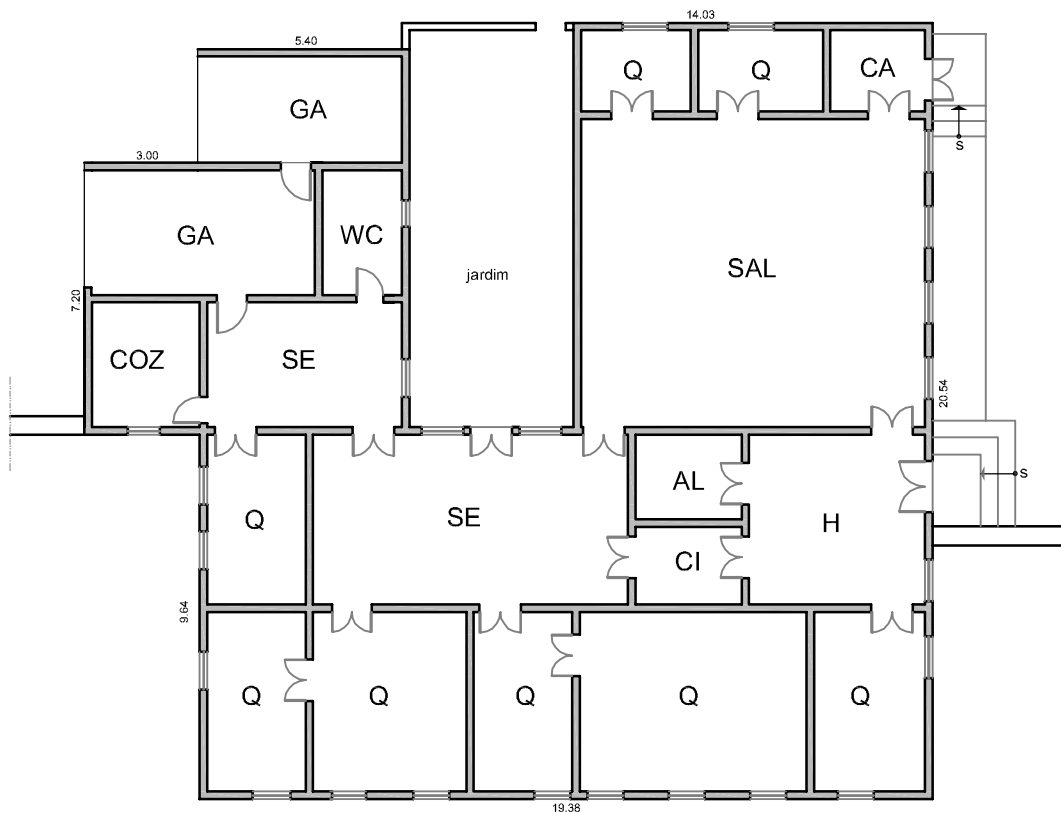 14.03
5.40
Q
Q
CA
GA
S
3.00
GA
WC
SAL
jardim
7.20
COZ
SE
20.54
AL
S
Q
SE
H
CI
9.64
Q
Q
Q
Q
Q
19.38